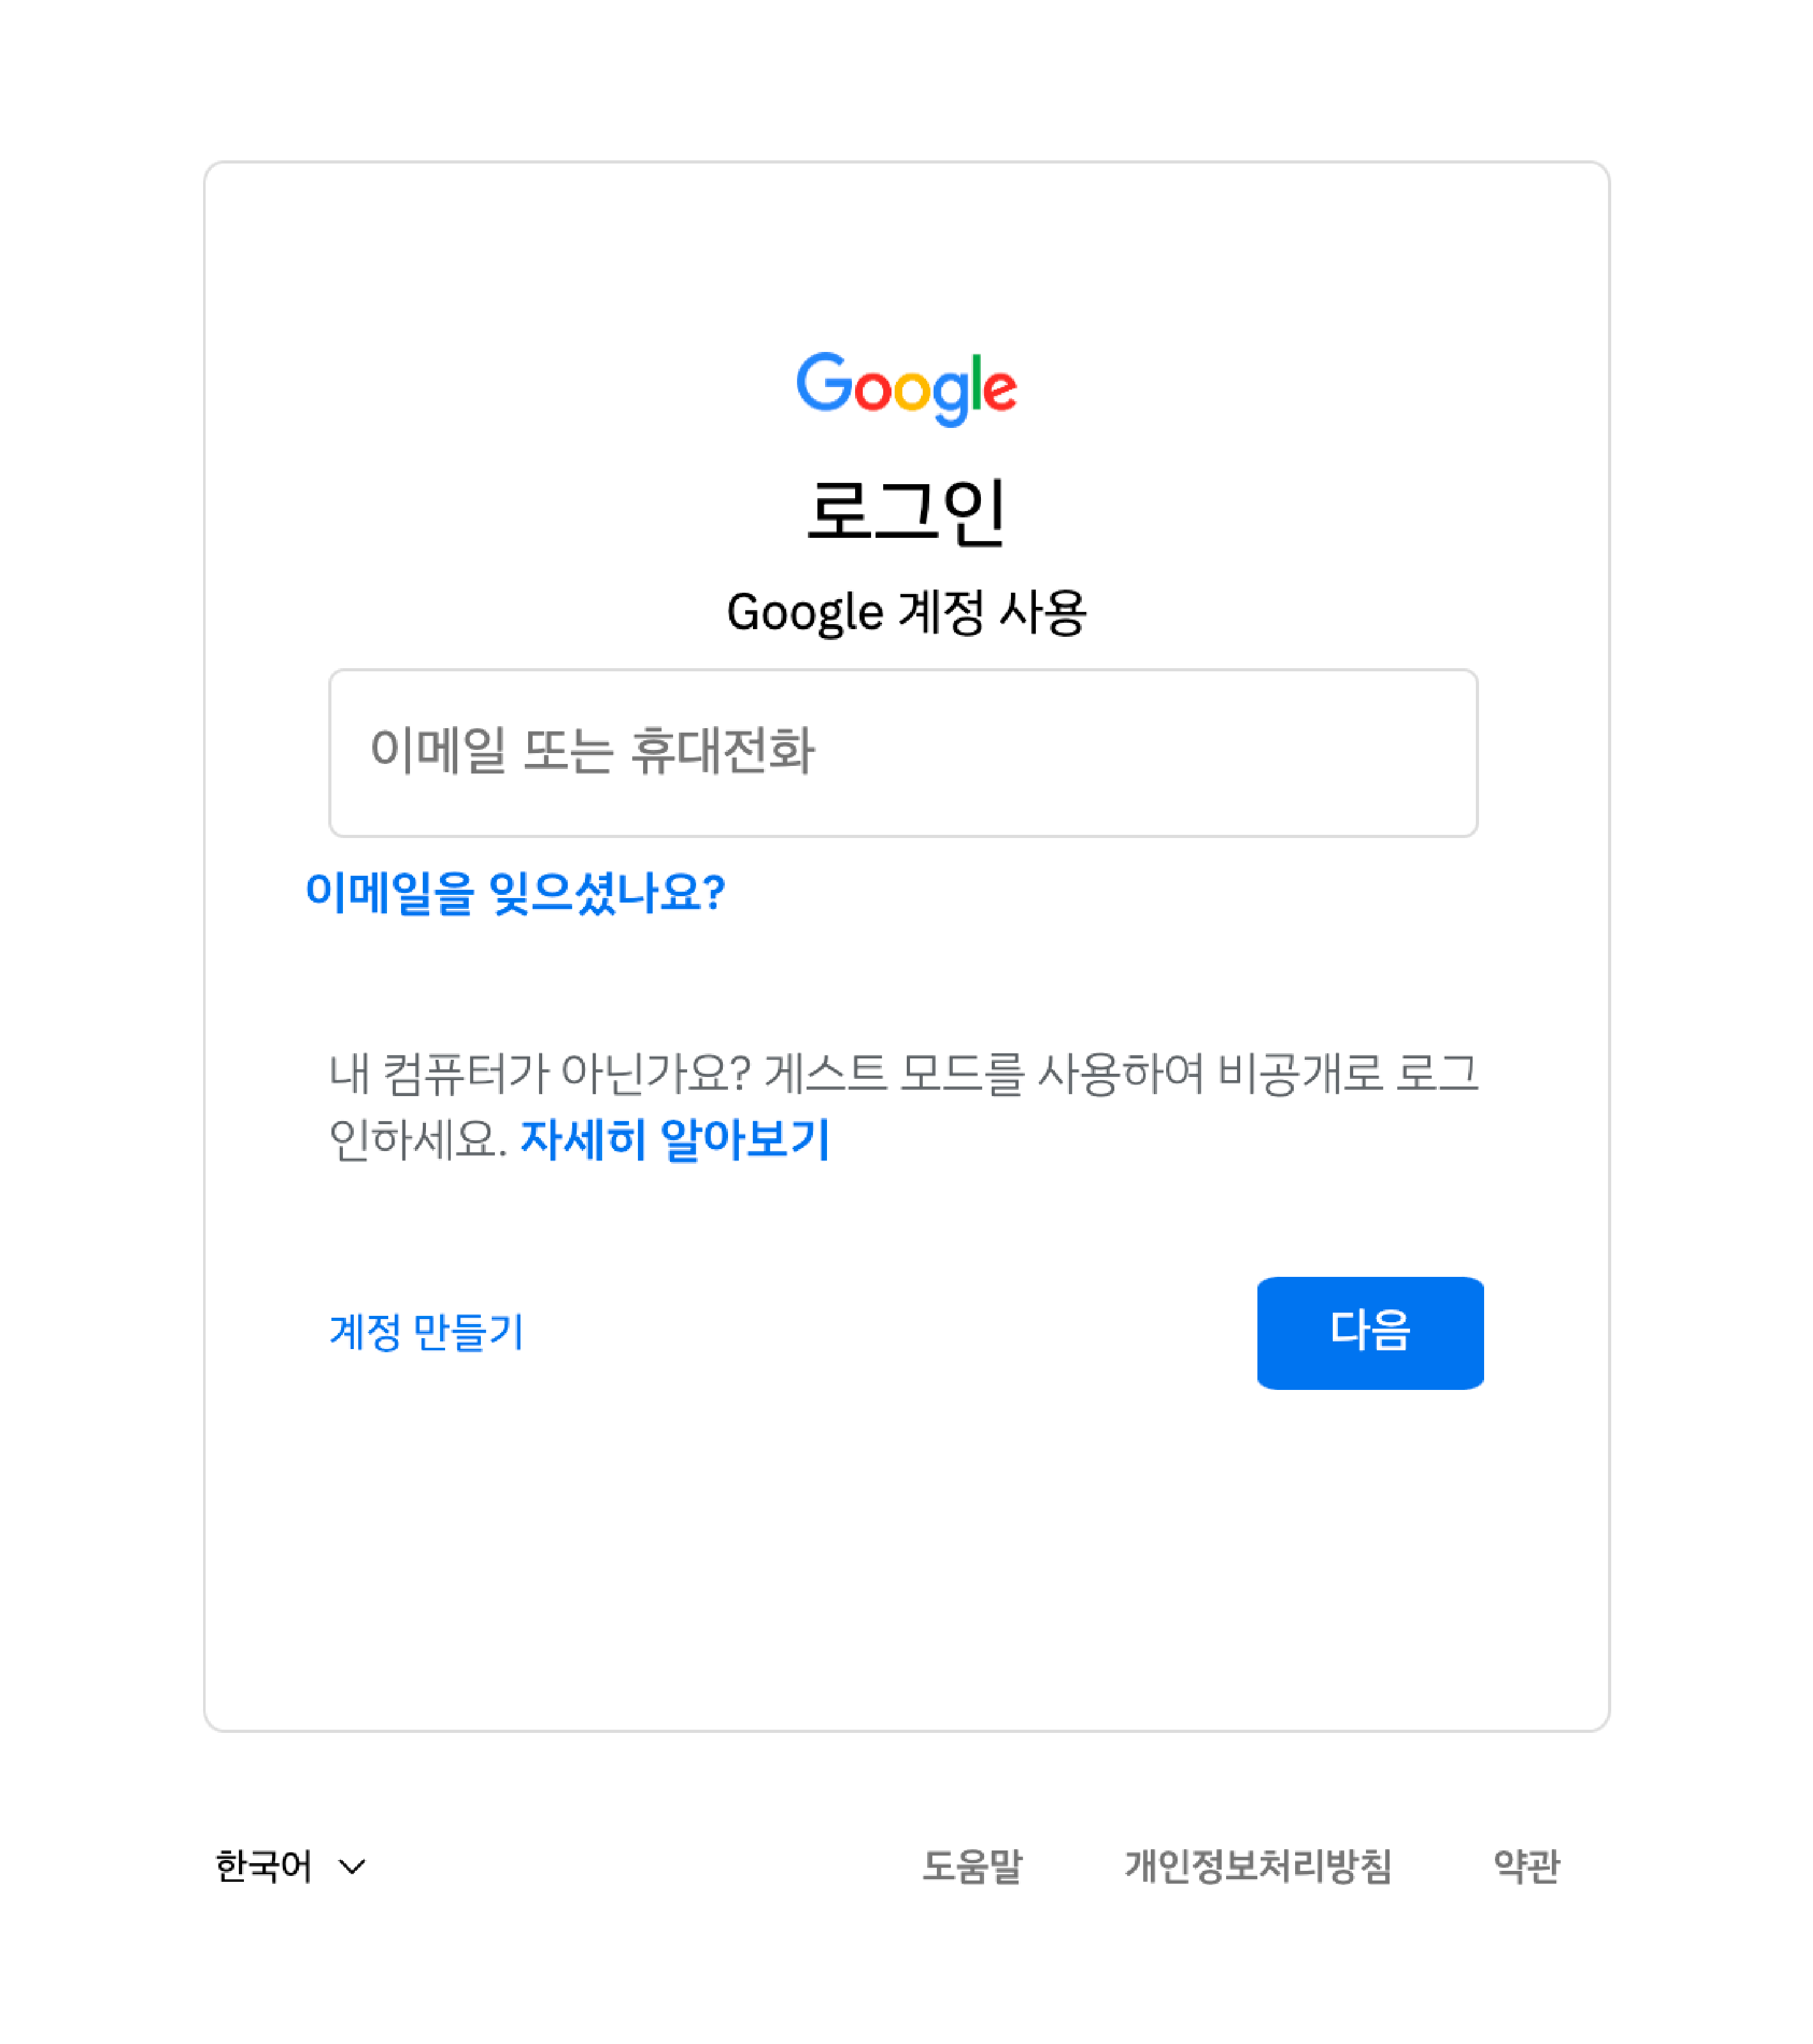 Google
로그인
Google 계정 사용
이메일 또는 휴대전화
이메일을 잊으셨나요?
내 컴퓨터가 아닌가요? 게스트 모드를 사용하여 비공개로 로그
인하세요. 자세히 알아보기
계정 만들기 다음
한국어 도움말 개인정보처리방침 약관